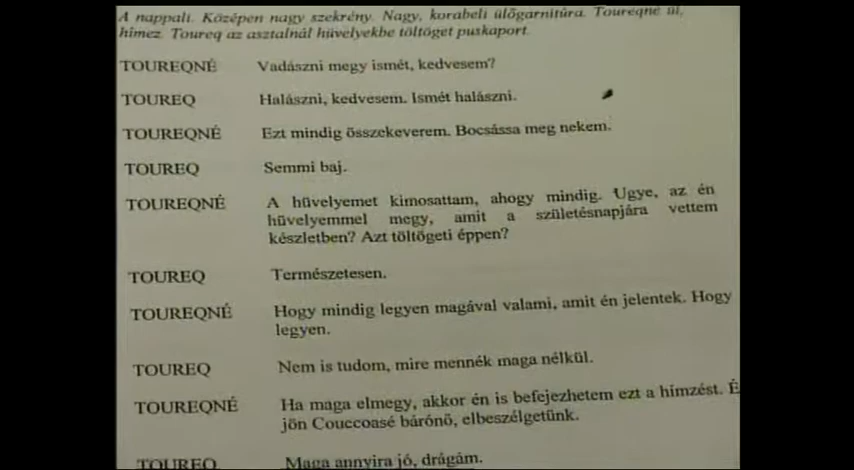 A nappali. Középen nagy szekrény. Nagy, korabeli ülőgarnitúra. Toureqné ül,
hímez. Toureq az asztalnál hüvelyekbe töltöget puskaport.
TOUREQNÉ Vadászni megy ismét, kedvesem?
TOUREQ Halászni, kedvesem. Ismét halászni.
TOUREQNÉ Ezt mindig összekeverem. Bocsássa meg nekem.
TOUREQ Semmi baj.
TOUREQNÉ A hüvelyemet kimosattam, ahogy mindig. Ugye, az én
hüvelyemmel megy, amit a születésnapjára vettem
készletben? Azt töltögeti éppen?
TOUREQ Természetesen.
TOUREQNÉ Hogy mindig legyen magával valami, amit én jelentek. Hogy
legyen.
TOUREQ Nem is tudom, mire mennék maga nélkül.
TOUREQNÉ Ha maga elmegy, akkor én is befejezhetem ezt a hímzést. É
jön Couccoasé bárónő, elbeszélgetünk.
TOUREQ Maga annyira jó, drágám.